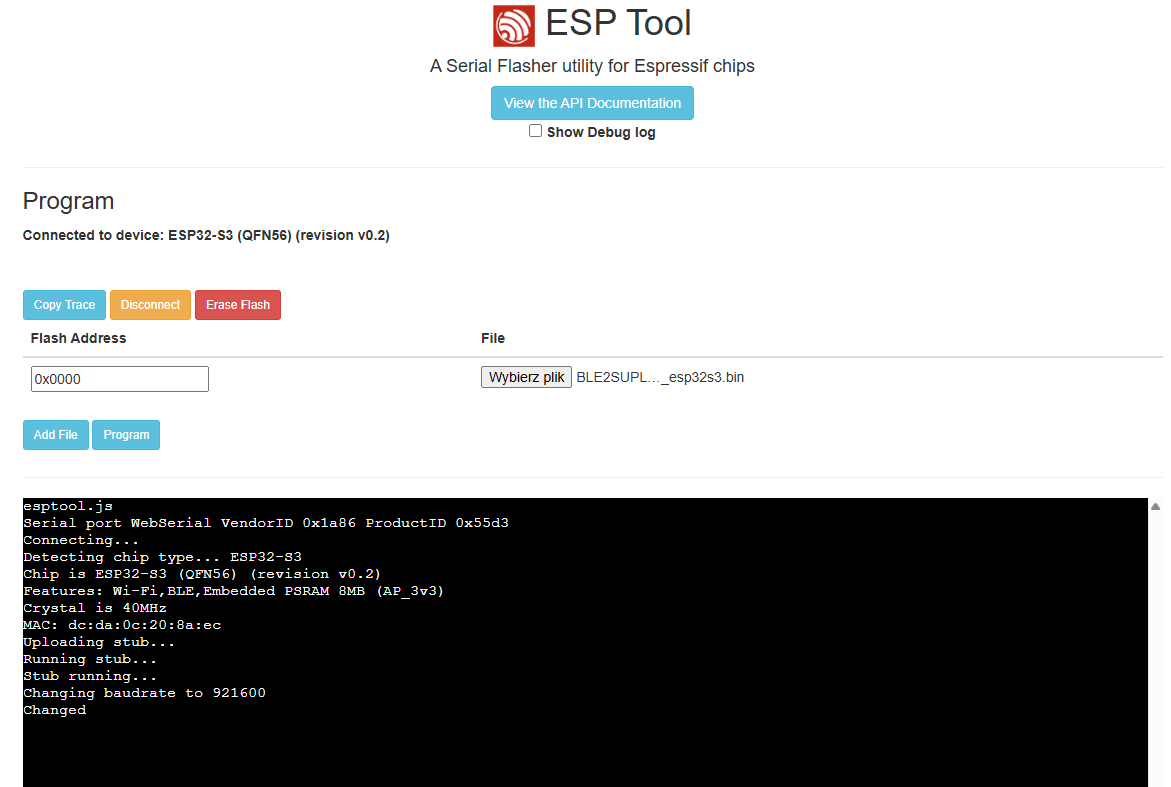 ESP Tool
A Serial Flasher utility for Espressif chips
View the API Documentation
Show Debug log
Program
Connected to device: ESP32-S3 (QFN56) (revision v0.2)
Copy Trace Disconnect Erase Flash
Flash Address File
0x0000 Wybierz plik BLE2SUPL..._esp32s3.bin
Add File Program
esptool.js
Serial port WebSerial VendorID 0x1a86 ProductID 0x55d3
Connecting...
Detecting chip type... ESP32-S3
Chip is ESP32-S3 (QFN56) (revision v0.2)
Features: Wi-Fi,BLE,Embedded PSRAM 8MB (AP_3v3)
Crystal is 40MHz
MAC: dc:da:0c:20:8a:ec
Uploading stub...
Running stub...
Stub running...
Changing baudrate to 921600
Changed